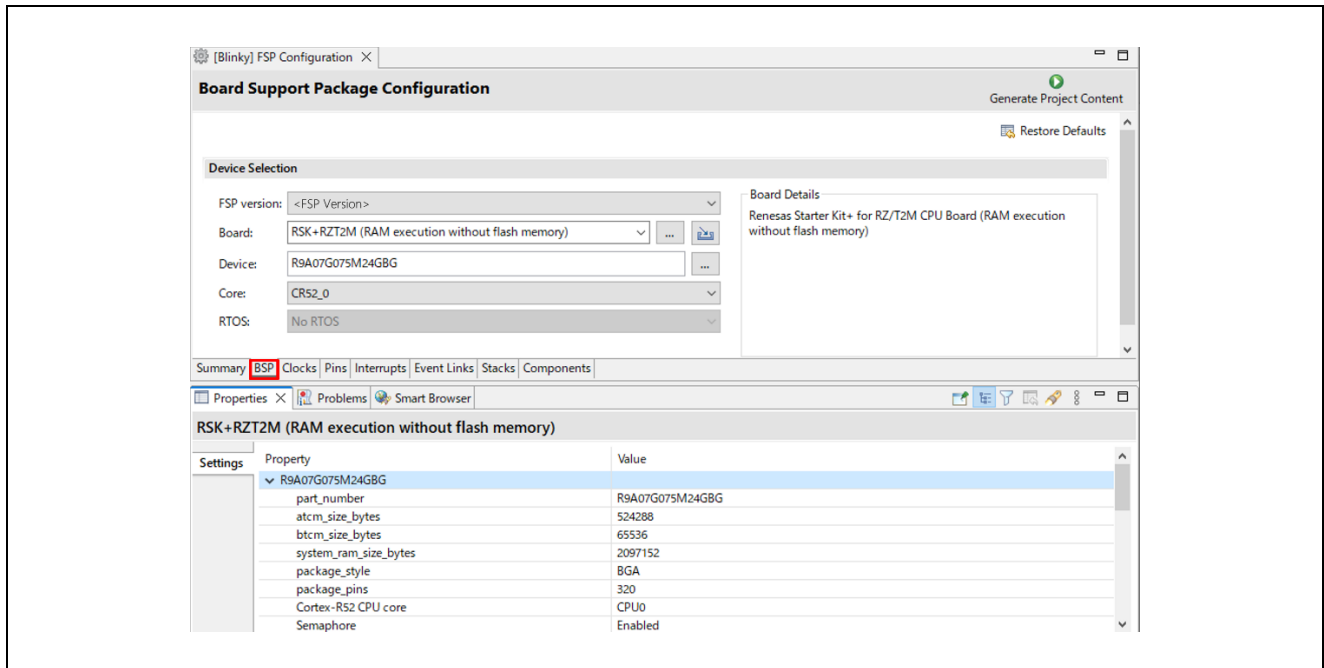 [Blinky] FSP Configuration
Board Support Package Configuration
Generate Project Content
Restore Defaults
Device Selection
FSP version: <FSP Version>
Board: RSK+RZT2M (RAM execution without flash memory) ...
Device: R9A07G075M24GBG ...
Core: CR52_0
RTOS: No RTOS
Board Details
Renesas Starter Kit+ for RZ/T2M CPU Board (RAM execution
without flash memory)
Summary BSP Clocks Pins Interrupts Event Links Stacks Components
Properties Problems Smart Browser
RSK+RZT2M (RAM execution without flash memory)
Settings
Property Value
R9A07G075M24GBG
part_number R9A07G075M24GBG
atcm_size_bytes 524288
btcm_size_bytes 65536
system_ram_size_bytes 2097152
package_style BGA
package_pins 320
Cortex-R52 CPU core CPU0
Semaphore Enabled